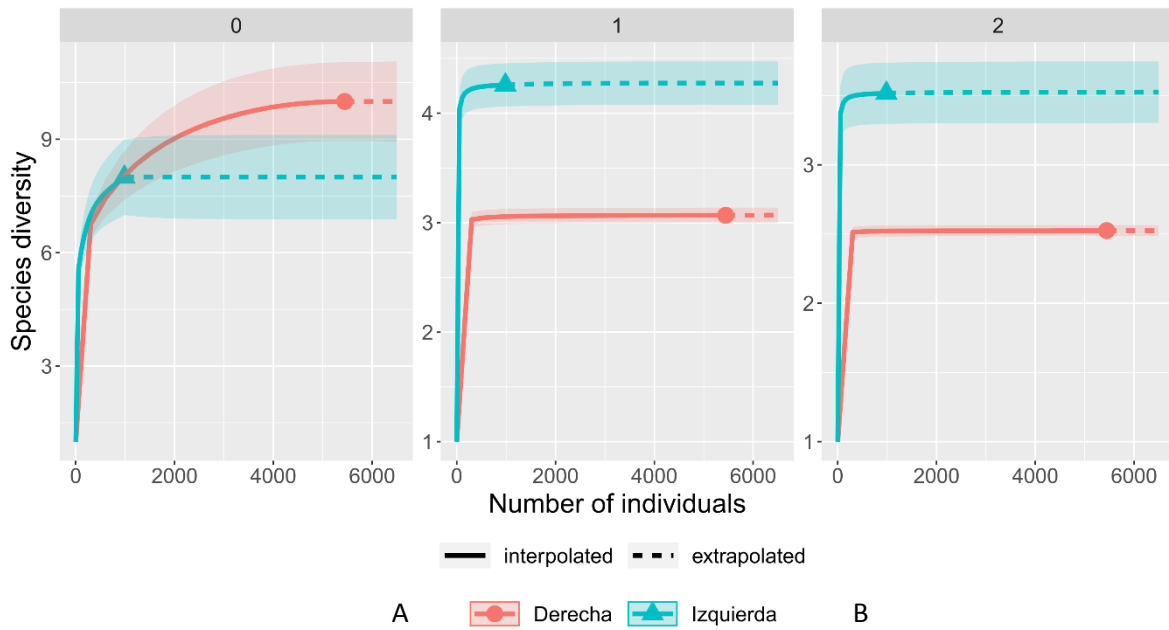 0 1 2
Species diversity
9
6
3
4
3
2
1
3
2
1
0 2000 4000 6000 0 2000 4000 6000 0 2000 4000 6000
Number of individuals
interpolated extrapolated
A Derecha Izquierda B